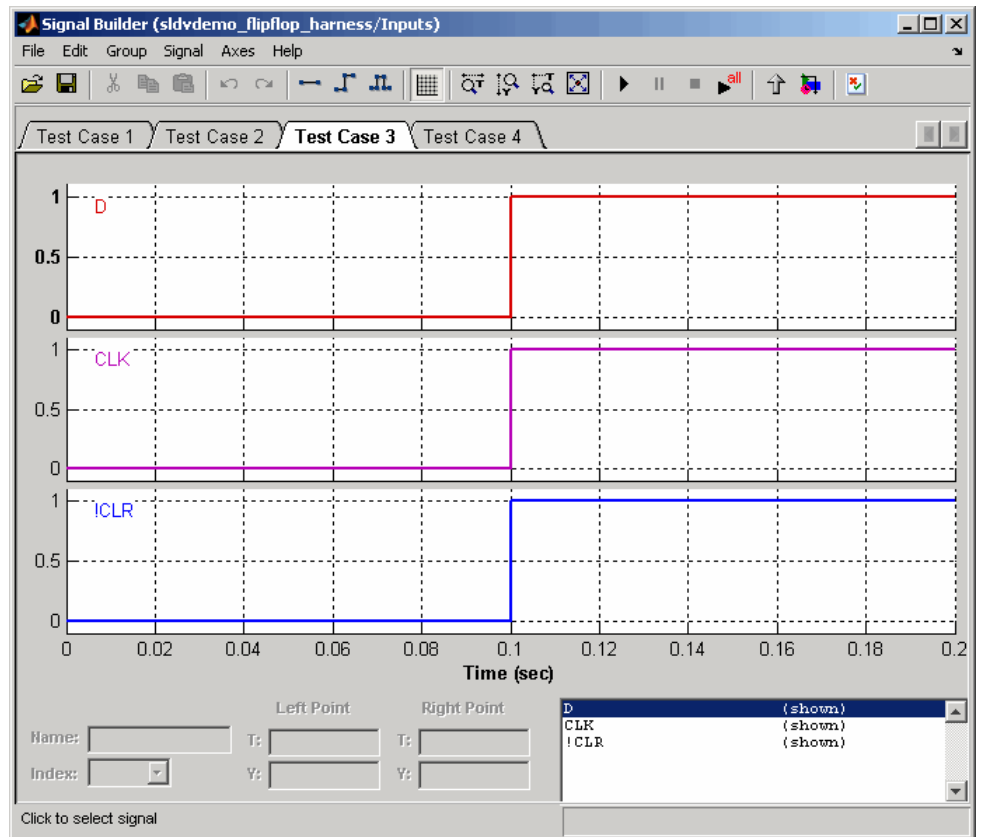 Signal Builder (sldvdemo_flipflop_harness/Inputs)
File Edit Group Signal Axes Help
all
Test Case 1 Test Case 2 Test Case 3 Test Case 4
1
D
0.5
0
1
CLK
0.5
0
1
!CLR
0.5
0
0 0.02 0.04 0.06 0.08 0.1 0.12 0.14 0.16 0.18 0.2
Time (sec)
Left Point Right Point
Name: T: T:
Index: Y: Y:
D (shown)
CLK (shown)
!CLR (shown)
Click to select signal